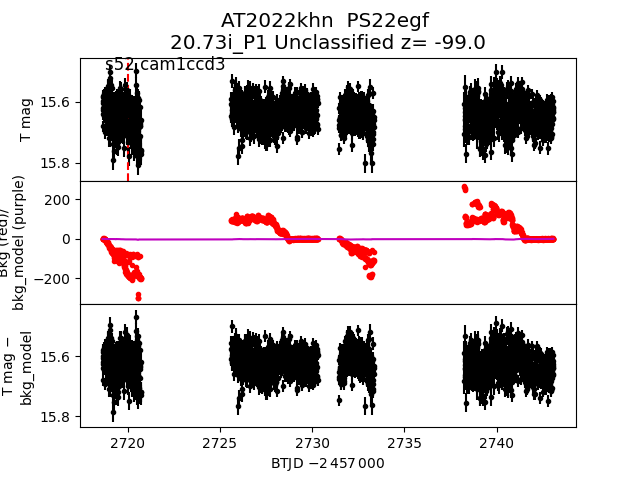 AT2022khn  PS22egf
20.73i_P1 Unclassified z= -99.0
s52 cam1ccd3
T mag
15.6
15.8
Bkg (red)/
bkg_model (purple)
200
0
−200
T mag −
bkg_model
15.6
15.8
2720
2725
2730
2735
2740
BTJD −2 457 000